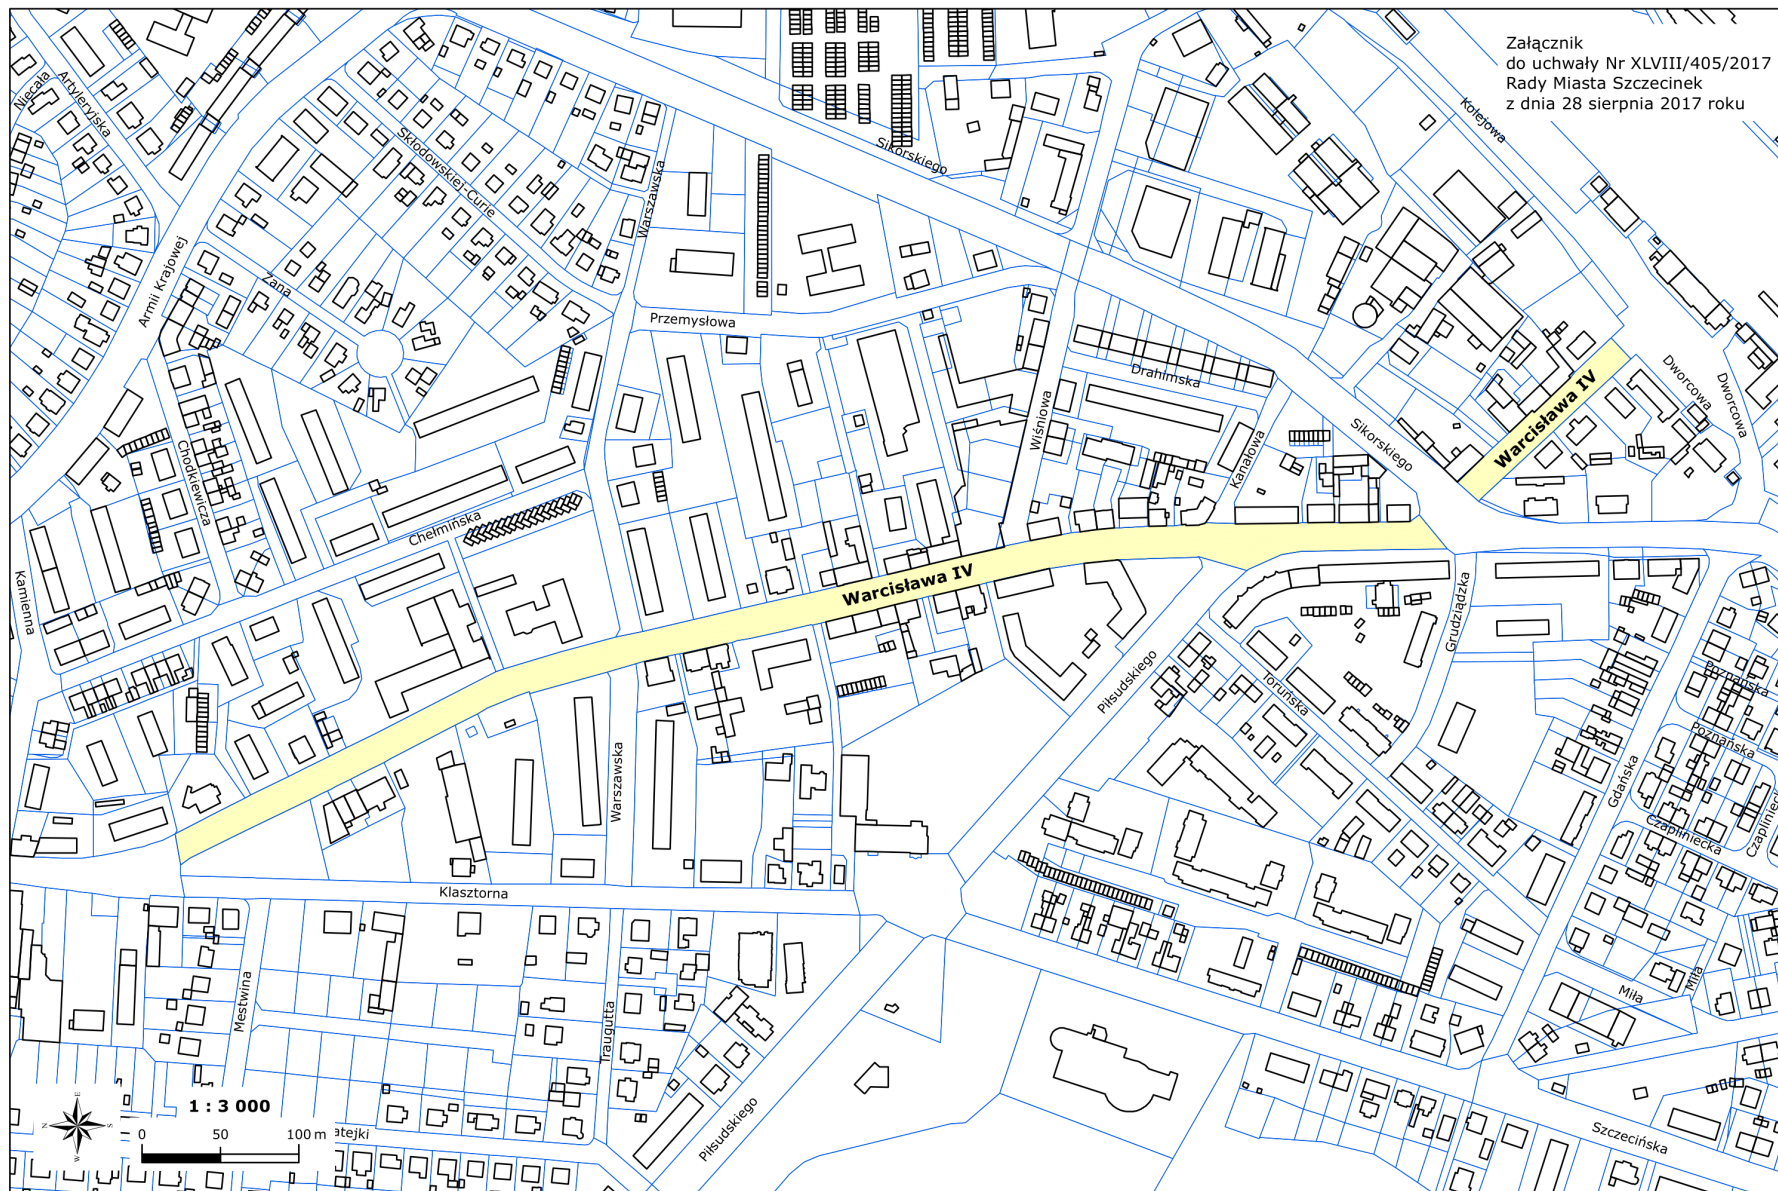 Załącznik
do uchwały Nr XLVIII/405/2017
Rady Miasta Szczecinek
z dnia 28 sierpnia 2017 roku
Niecała
Artyleryjska
Kolejowa
Sikorskiego
Skłodowskiej-Curie
Warszawska
Armii Krajowej
Zana
Przemysłowa
Drahimska
Dworcowa
Dworcowa
Warcisława IV
Wiśniowa
Sikorskiego
Kanałowa
Chodkiewicza
Chełmińska
Kamienna
Warcisława IV
Grudziądzka
Piłsudskiego
Toruńska
Poznańska
Poznańska
Gdańska
Warszawska
Czaplinecka
Klasztorna
Mestwina
Traugutta
Miła
Miła
1 : 3 000
0 50 100 m
N
E
S
W
atejki
Piłsudskiego
Szczecińska